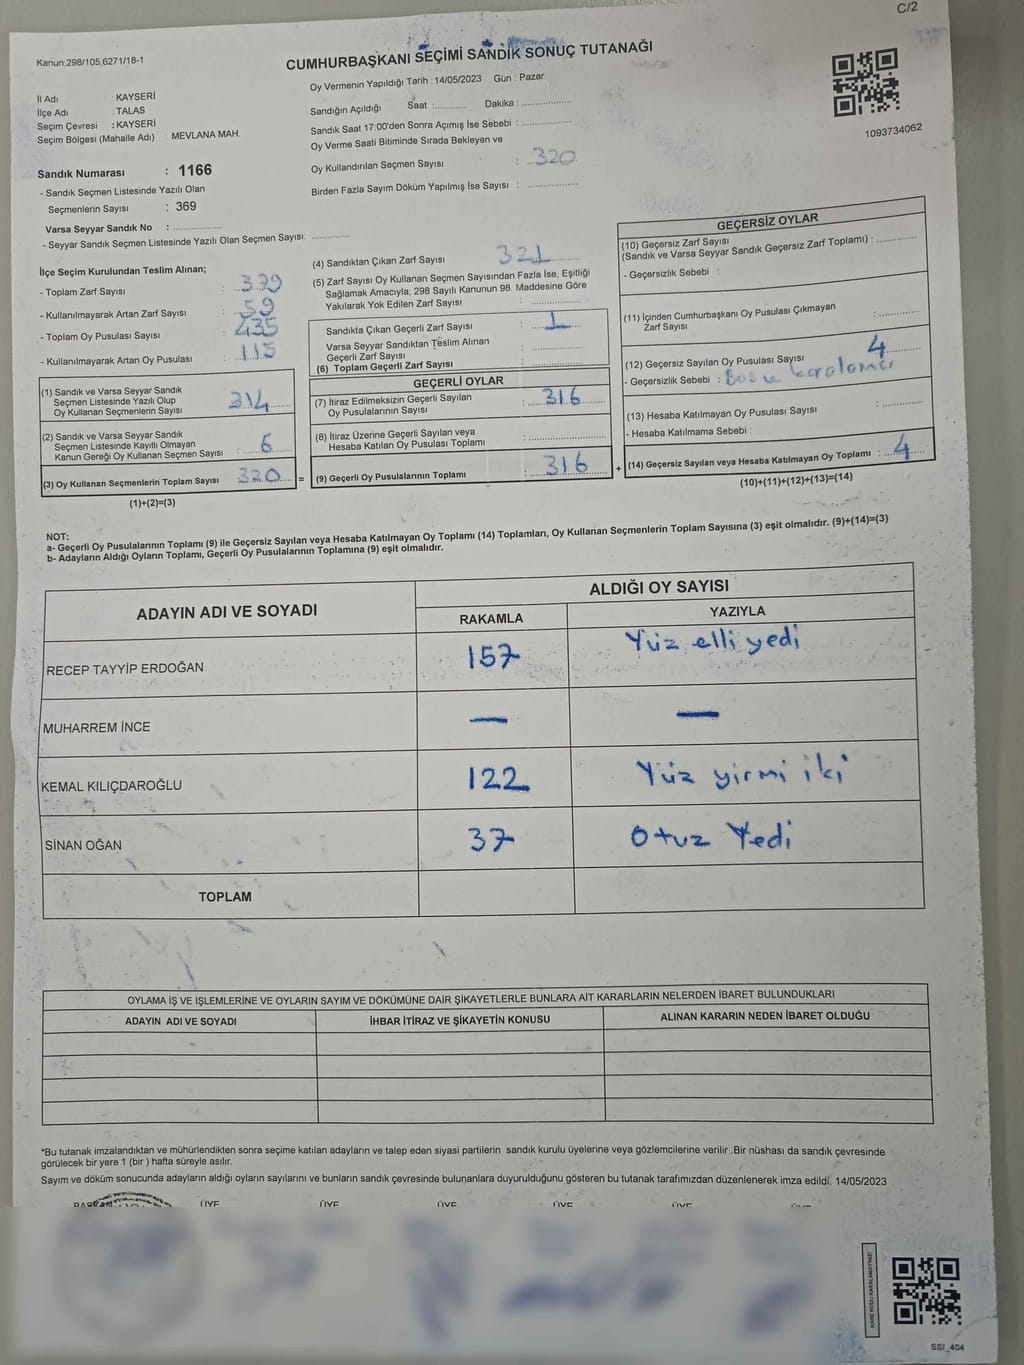 C/2
Kanun:298/105,6271/18-1
CUMHURBAŞKANI SEÇİMİ SANDIK SONUÇ TUTANAĞI
Oy Vermenin Yapıldığı Tarih : 14/05/2023 Gün : Pazar
İl Adı : KAYSERİ
İlçe Adı : TALAS
Seçim Çevresi : KAYSERİ
Seçim Bölgesi (Mahalle Adı) : MEVLANA MAH.
Sandığın Açıldığı Saat :........... Dakika :...............
Sandık Saat 17:00'den Sonra Açımış İse Sebebi :...............
Oy Verme Saati Bitiminde Sırada Bekleyen ve
Oy Kullandırılan Seçmen Sayısı : 320
Birden Fazla Sayım Döküm Yapılmış İse Sayısı :...............
1093734062
Sandık Numarası : 1166
- Sandık Seçmen Listesinde Yazılı Olan
Seçmenlerin Sayısı : 369
Varsa Seyyar Sandık No :...............
- Seyyar Sandık Seçmen Listesinde Yazılı Olan Seçmen Sayısı:...............
İlçe Seçim Kurulundan Teslim Alınan;
- Toplam Zarf Sayısı : 379
- Kullanılmayarak Artan Zarf Sayısı : 59
- Toplam Oy Pusulası Sayısı : 435
- Kullanılmayarak Artan Oy Pusulası : 115
(1) Sandık ve Varsa Seyyar Sandık
Seçmen Listesinde Yazılı Olup
Oy Kullanan Seçmenlerin Sayısı : 314
(2) Sandık ve Varsa Seyyar Sandık
Seçmen Listesinde Kayıtlı Olmayan
Kanun Gereği Oy Kullanan Seçmen Sayısı : 6
(3) Oy Kullanan Seçmenlerin Toplam Sayısı 320 =
(1)+(2)=(3)
(4) Sandıktan Çıkan Zarf Sayısı : 321
(5) Zarf Sayısı Oy Kullanan Seçmen Sayısından Fazla İse, Eşitliği
Sağlamak Amacıyla; 298 Sayılı Kanunun 98. Maddesine Göre
Yakılarak Yok Edilen Zarf Sayısı :...............
Sandıkta Çıkan Geçerli Zarf Sayısı : 1
Varsa Seyyar Sandıktan Teslim Alınan
Geçerli Zarf Sayısı :...............
(6) Toplam Geçerli Zarf Sayısı :...............
GEÇERLİ OYLAR
(7) İtiraz Edilmeksizin Geçerli Sayılan
Oy Pusulalarının Sayısı : 316
(8) İtiraz Üzerine Geçerli Sayılan veya
Hesaba Katılan Oy Pusulası Toplamı :...............
(9) Geçerli Oy Pusulalarının Toplamı : 316 +
GEÇERSİZ OYLAR
(10) Geçersiz Zarf Sayısı
(Sandık ve Varsa Seyyar Sandık Geçersiz Zarf Toplamı) :...............
- Geçersizlik Sebebi :
(11) İçinden Cumhurbaşkanı Oy Pusulası Çıkmayan
Zarf Sayısı :...............
(12) Geçersiz Sayılan Oy Pusulası Sayısı : 4
- Geçersizlik Sebebi : karalama
(13) Hesaba Katılmayan Oy Pusulası Sayısı :...............
- Hesaba Katılmama Sebebi :
(14) Geçersiz Sayılan veya Hesaba Katılmayan Oy Toplamı : 4
(10)+(11)+(12)+(13)=(14)
NOT:
a- Geçerli Oy Pusulalarının Toplamı (9) ile Geçersiz Sayılan veya Hesaba Katılmayan Oy Toplamı (14) Toplamları, Oy Kullanan Seçmenlerin Toplam Sayısına (3) eşit olmalıdır. (9)+(14)=(3)
b- Adayların Aldığı Oyların Toplamı, Geçerli Oy Pusulalarının Toplamına (9) eşit olmalıdır.
ADAYIN ADI VE SOYADI
ALDIĞI OY SAYISI
RAKAMLA YAZIYLA
RECEP TAYYİP ERDOĞAN 157 Yüz elli yedi
MUHARREM İNCE — —
KEMAL KILIÇDAROĞLU 122 Yüz yirmi iki
SİNAN OĞAN 37 Otuz Yedi
TOPLAM
OYLAMA İŞ VE İŞLEMLERİNE VE OYLARIN SAYIM VE DÖKÜMÜNE DAİR ŞİKAYETLERLE BUNLARA AİT KARARLARIN NELERDEN İBARET BULUNDUKLARI
ADAYIN ADI VE SOYADI İHBAR İTİRAZ VE ŞİKAYETİN KONUSU ALINAN KARARIN NEDEN İBARET OLDUĞU
*Bu tutanak imzalandıktan ve mühürlendikten sonra seçime katılan adayların ve talep eden siyasi partilerin sandık kurulu üyelerine veya gözlemcilerine verilir .Bir nüshası da sandık çevresinde
görülecek bir yere 1 (bir ) hafta süreyle asılır.
Sayım ve döküm sonucunda adayların aldığı oyların sayılarını ve bunların sandık çevresinde bulunanlara duyurulduğunu gösteren bu tutanak tarafımızdan düzenlenerek imza edildi. 14/05/2023
BAŞKAN ÜYE ÜYE ÜYE ÜYE ÜYE
KARE KODU KARALAMAYINIZ!
SSI_404